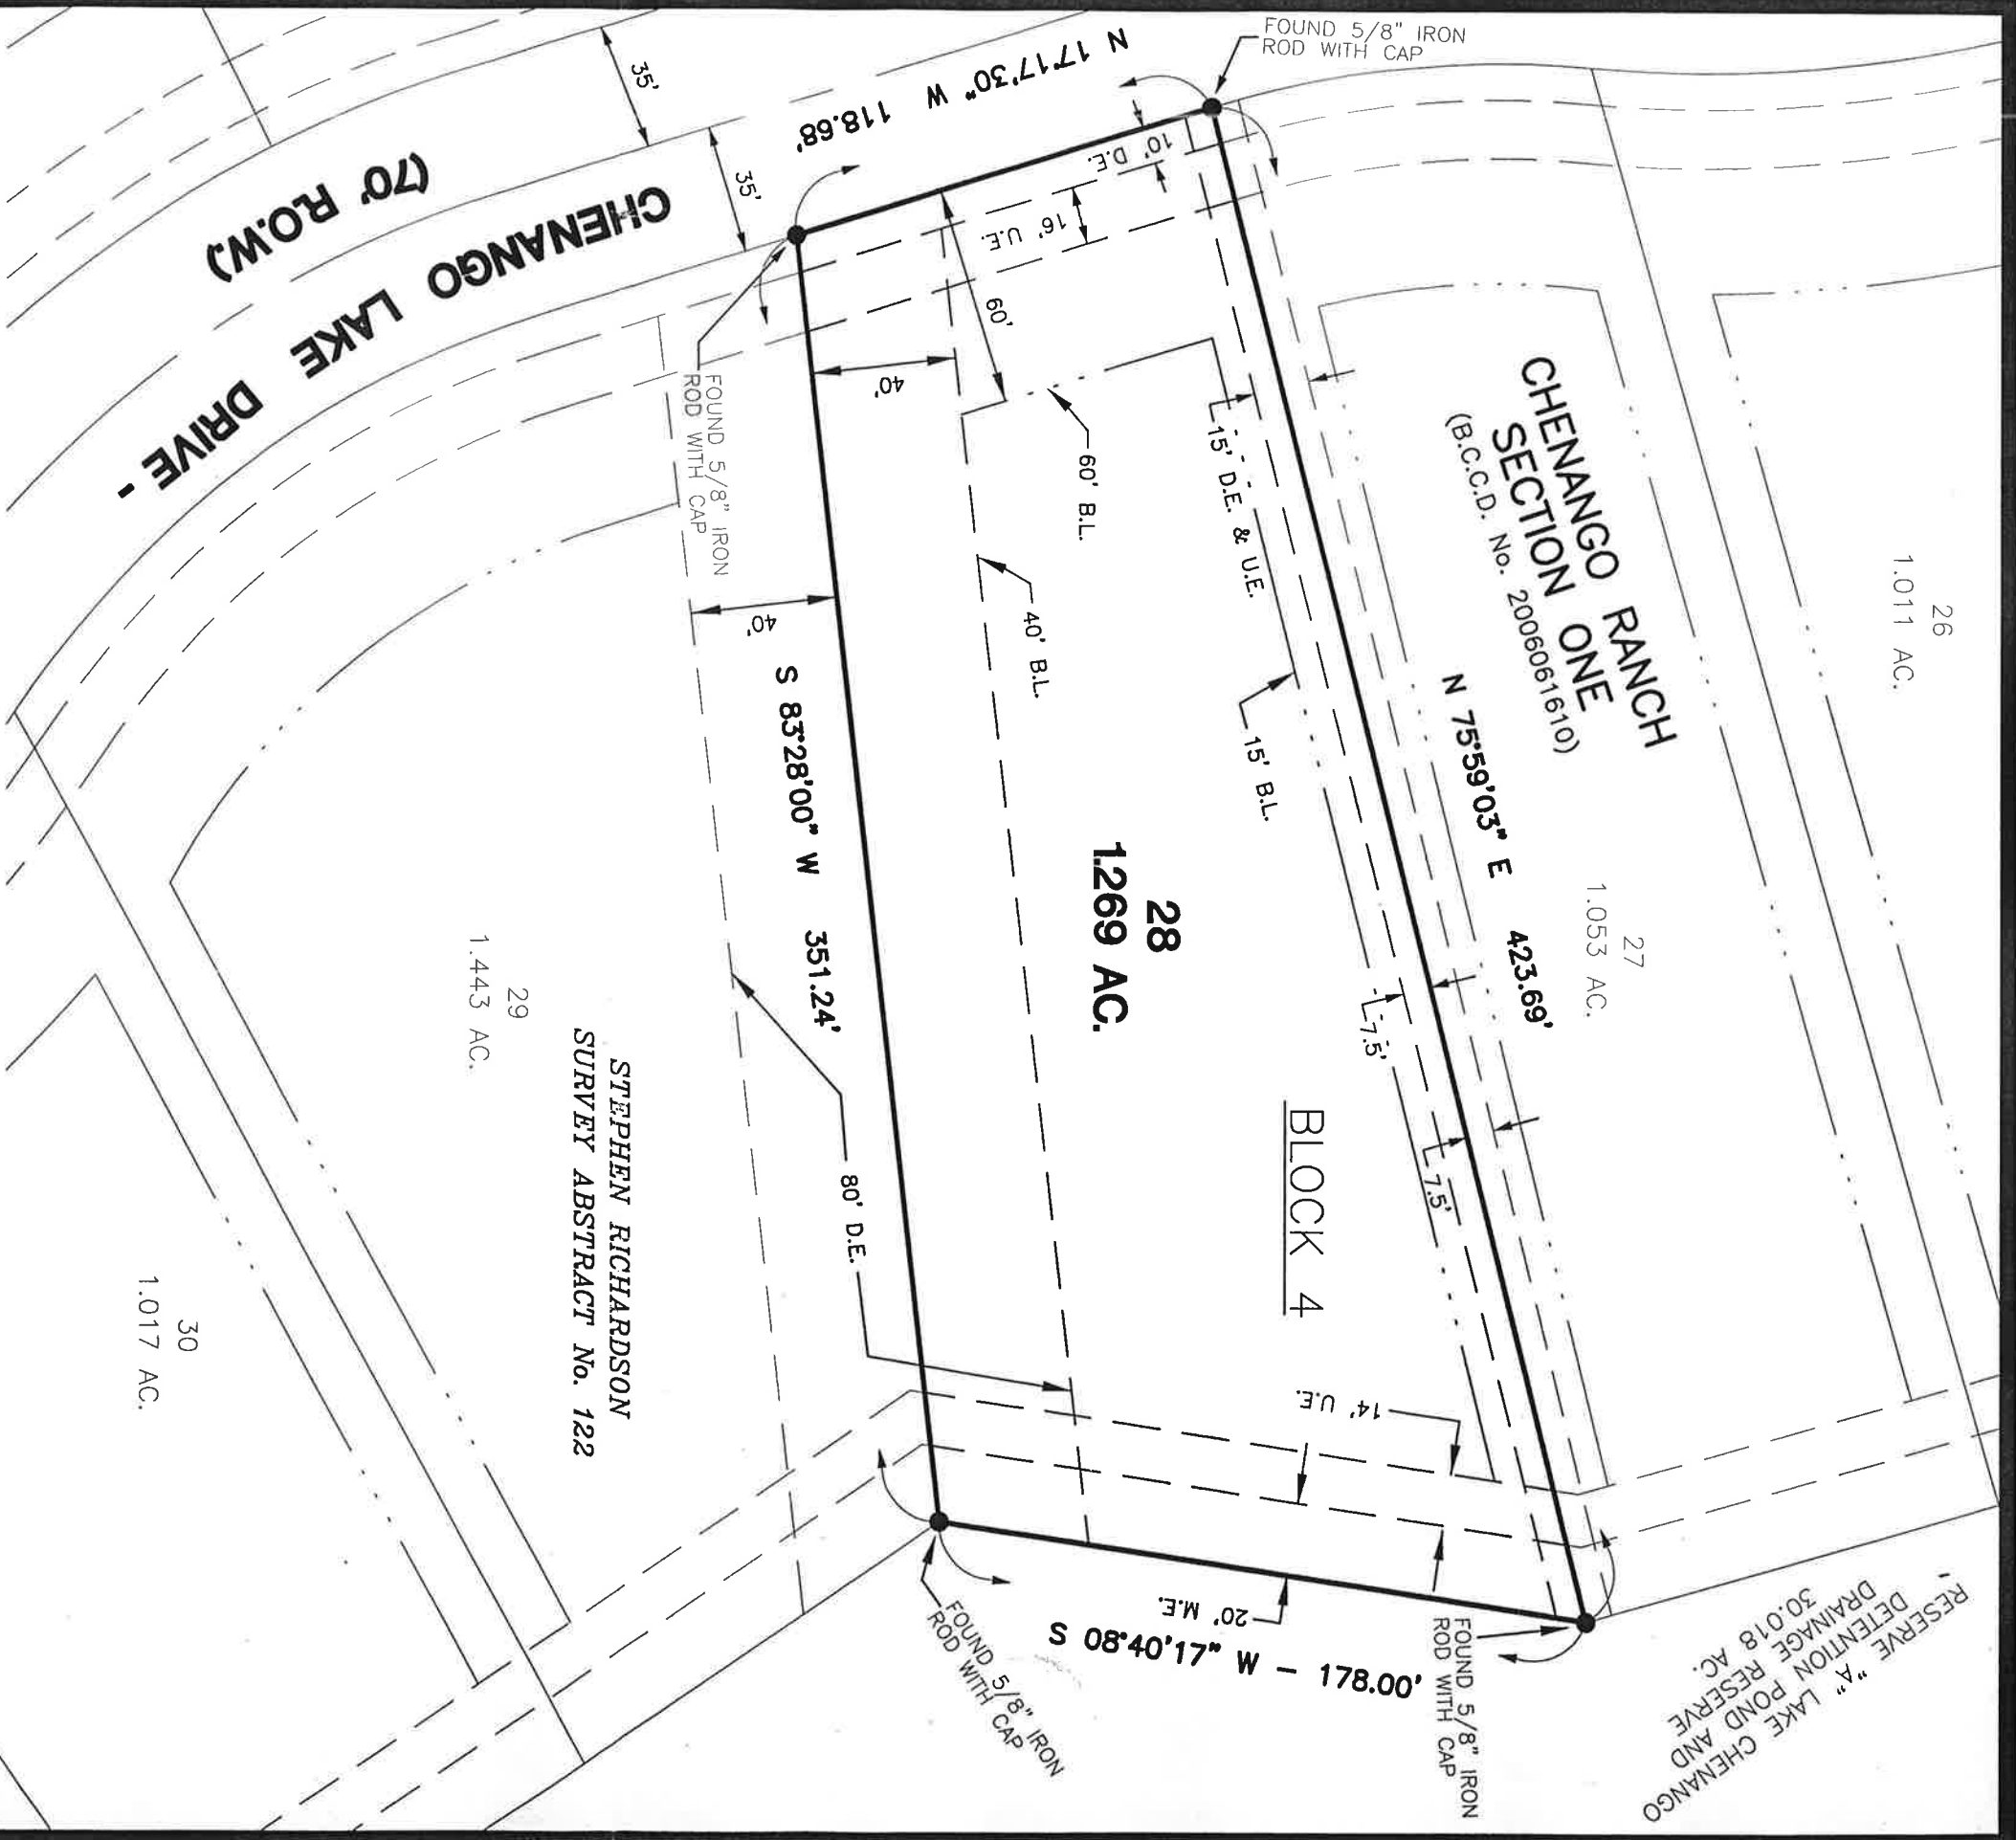 FOUND 5/8" IRON
ROD WITH CAP
N 17°17'30" W 118.68'
35'
35'
(70' R.O.W.)
CHENANGO LAKE DRIVE -
10' D.E.
16' U.E.
60'
40'
FOUND 5/8" IRON
ROD WITH CAP
60' B.L.
15' D.E. & U.E.
40' B.L.
15' B.L.
40'
CHENANGO RANCH
SECTION ONE
(B.C.C.D. No. 2006061610)
26
1.011 AC.
N 75°59'03" E 423.69'
27
1.053 AC.
S 83°28'00" W 351.24'
28
1.269 AC.
7.5'
7.5'
BLOCK 4
29
1.443 AC.
STEPHEN RICHARDSON
SURVEY ABSTRACT No. 122
80' D.E.
30
1.017 AC.
14' U.E.
20' M.E.
S 08°40'17" W - 178.00'
FOUND 5/8" IRON
ROD WITH CAP
FOUND 5/8" IRON
ROD WITH CAP
RESERVE "A" LAKE CHENANGO -
DETENTION POND AND
DRAINAGE RESERVE
30.018 AC.